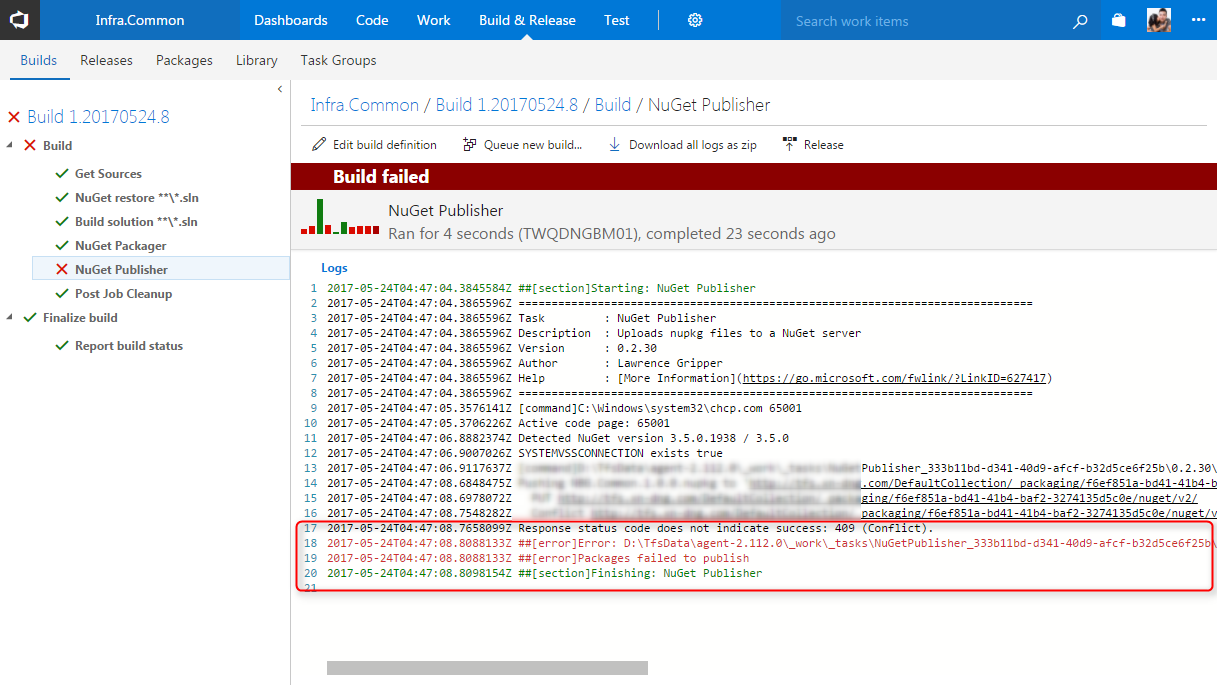 Infra.Common Dashboards Code Work Build & Release Test Search work items
Builds Releases Packages Library Task Groups
Build 1.20170524.8
Build
Get Sources
NuGet restore **\*.sln
Build solution **\*.sln
NuGet Packager
NuGet Publisher
Post Job Cleanup
Finalize build
Report build status
Infra.Common / Build 1.20170524.8 / Build / NuGet Publisher
Edit build definition Queue new build... Download all logs as zip Release
Build failed
NuGet Publisher
Ran for 4 seconds (TWQDNGBM01), completed 23 seconds ago
Logs
1 2017-05-24T04:47:04.3845584Z ##[section]Starting: NuGet Publisher
2 2017-05-24T04:47:04.3865596Z ==============================================================================
3 2017-05-24T04:47:04.3865596Z Task : NuGet Publisher
4 2017-05-24T04:47:04.3865596Z Description : Uploads nupkg files to a NuGet server
5 2017-05-24T04:47:04.3865596Z Version : 0.2.30
6 2017-05-24T04:47:04.3865596Z Author : Lawrence Gripper
7 2017-05-24T04:47:04.3865596Z Help : [More Information](https://go.microsoft.com/fwlink/?LinkID=627417)
8 2017-05-24T04:47:04.3865596Z ==============================================================================
9 2017-05-24T04:47:05.3576141Z [command]C:\Windows\system32\chcp.com 65001
10 2017-05-24T04:47:05.3706226Z Active code page: 65001
11 2017-05-24T04:47:06.8882374Z Detected NuGet version 3.5.0.1938 / 3.5.0
12 2017-05-24T04:47:06.9007026Z SYSTEMVSSCONNECTION exists true
13 2017-05-24T04:47:06.9117637Z Publisher_333b11bd-d341-40d9-afcf-b32d5ce6f25b\0.2.30\
14 2017-05-24T04:47:08.6848475Z .com/DefaultCollection/_packaging/f6ef851a-bd41-41b4-b
15 2017-05-24T04:47:08.6978072Z aging/f6ef851a-bd41-41b4-baf2-3274135d5c0e/nuget/v2/
16 2017-05-24T04:47:08.7548282Z packaging/f6ef851a-bd41-41b4-baf2-3274135d5c0e/nuget/v
17 2017-05-24T04:47:08.7658099Z Response status code does not indicate success: 409 (Conflict).
18 2017-05-24T04:47:08.8088133Z ##[error]Error: D:\TfsData\agent-2.112.0\_work\_tasks\NuGetPublisher_333b11bd-d341-40d9-afcf-b32d5ce6f25b\
19 2017-05-24T04:47:08.8088133Z ##[error]Packages failed to publish
20 2017-05-24T04:47:08.8098154Z ##[section]Finishing: NuGet Publisher
21